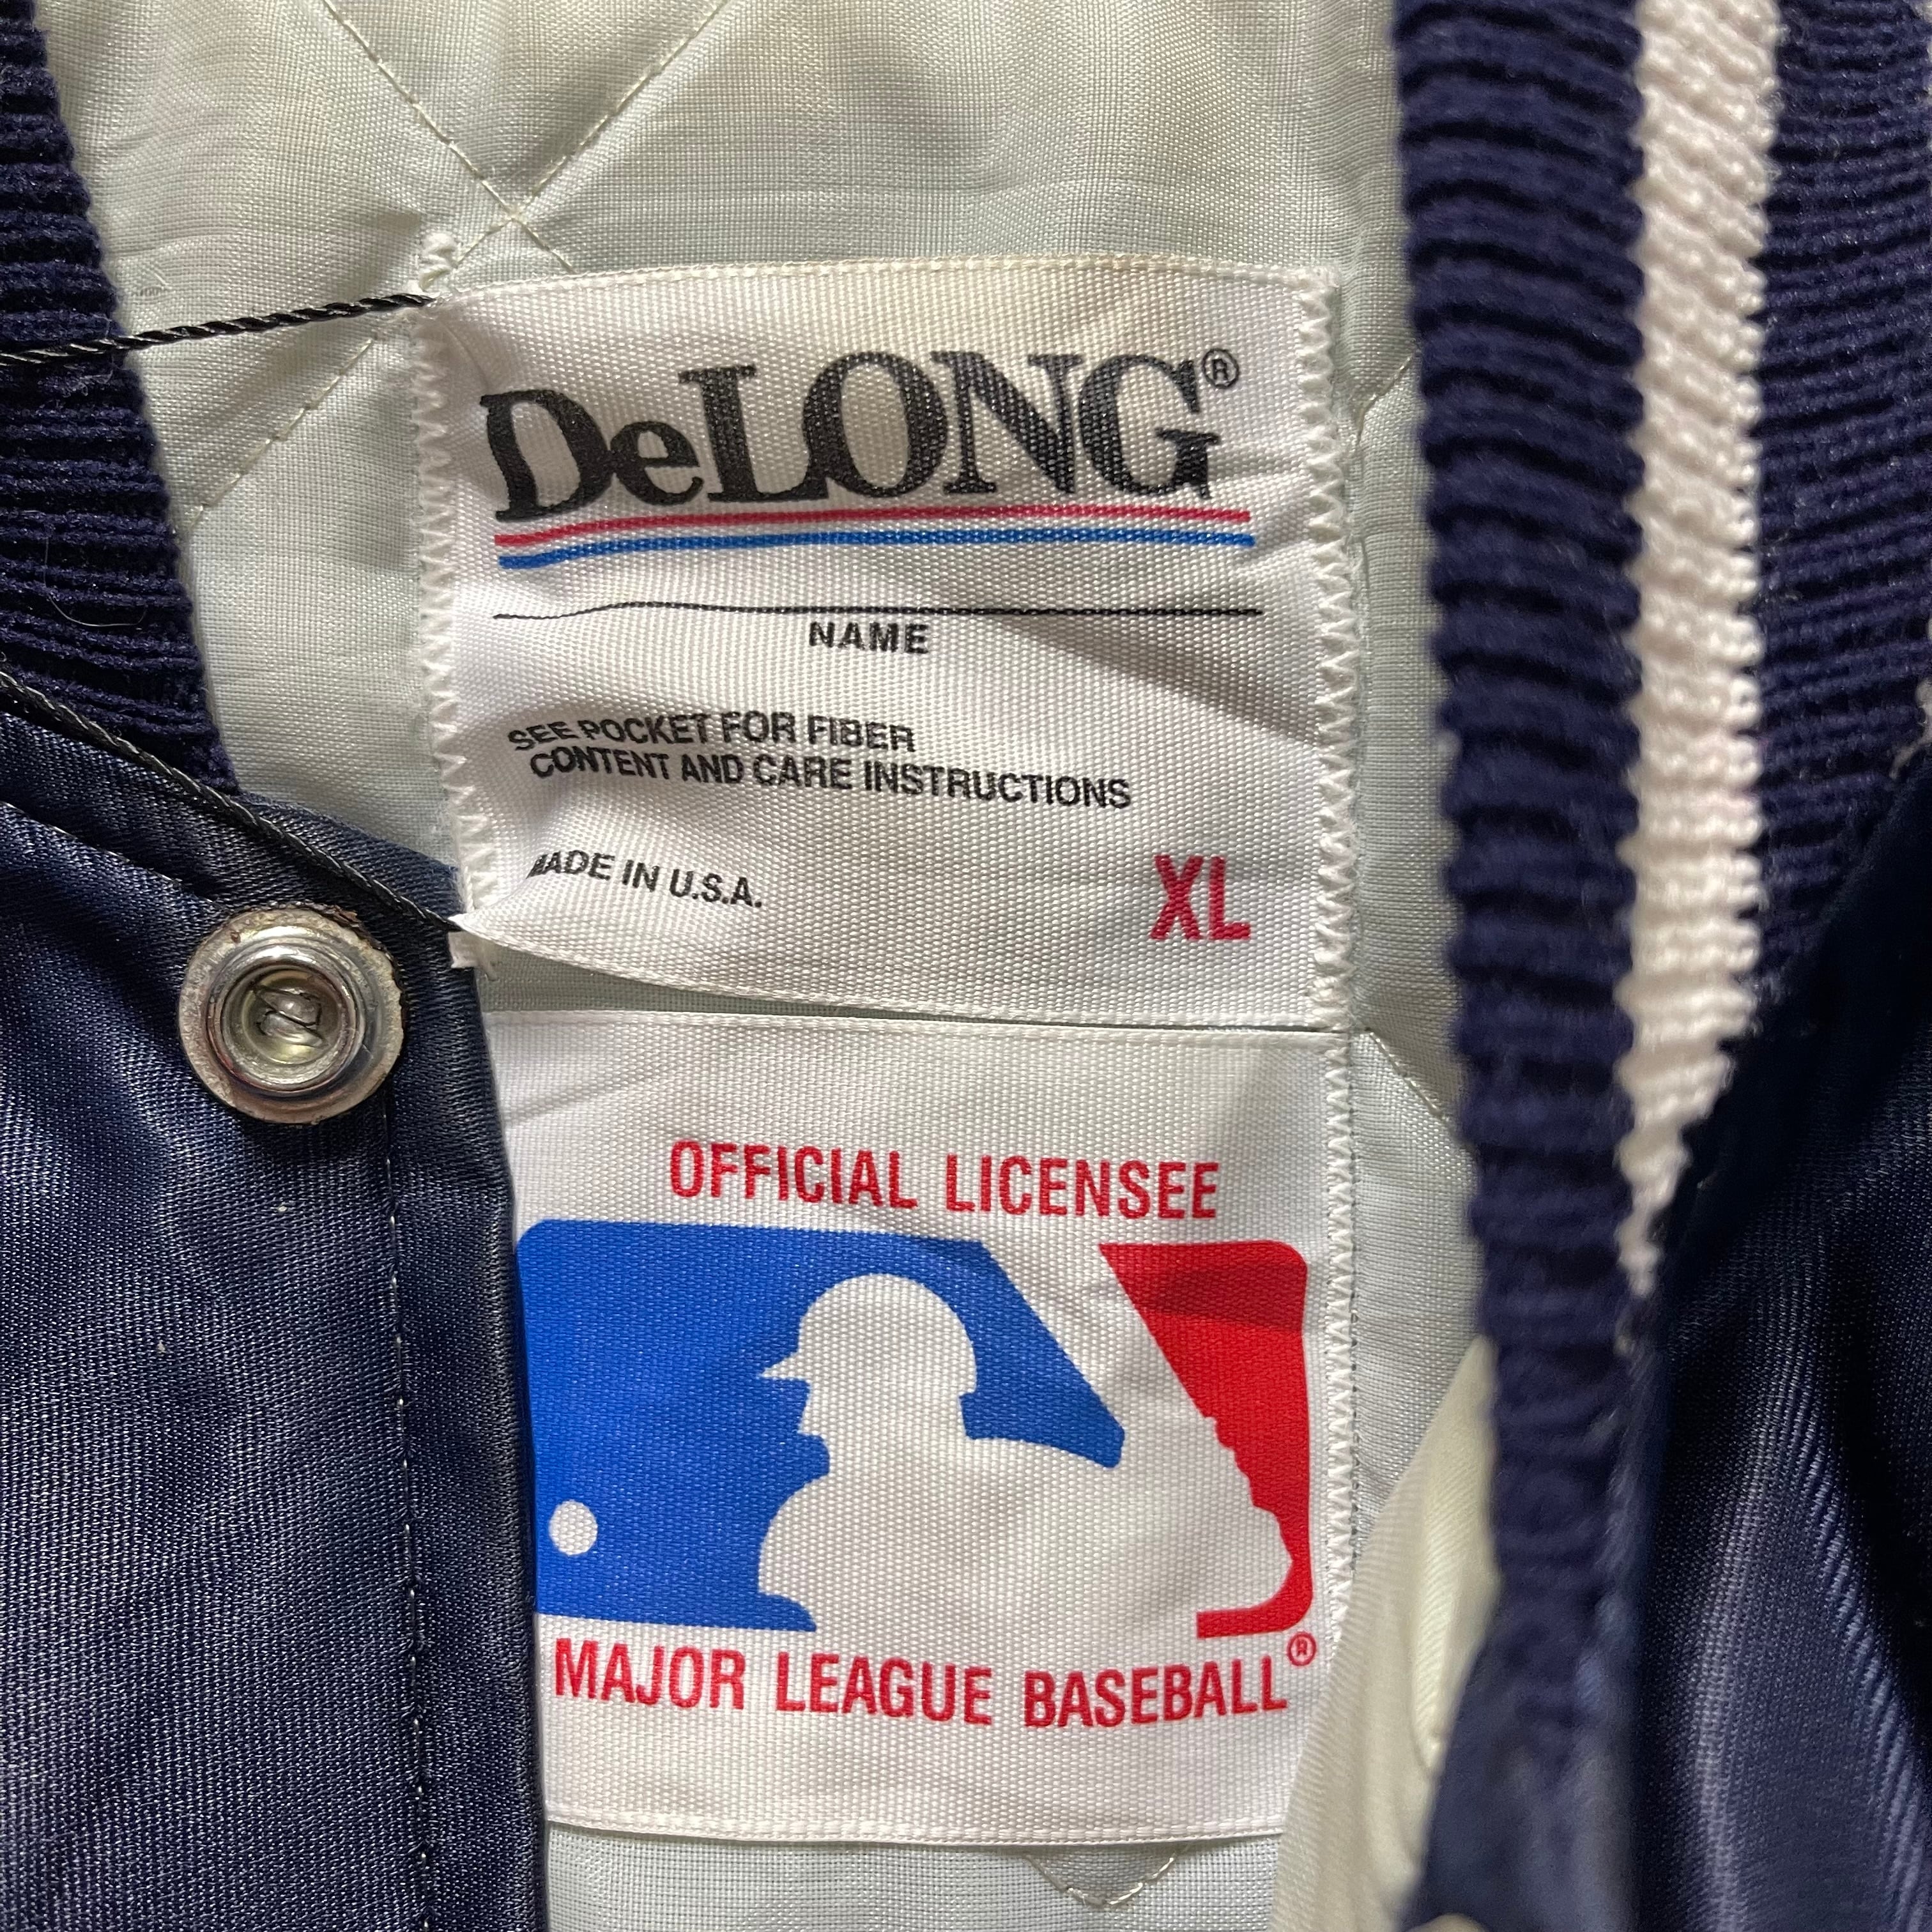 DeLONG®
NAME
SEE POCKET FOR FIBER
CONTENT AND CARE INSTRUCTIONS
MADE IN U.S.A.
XL
OFFICIAL LICENSEE
MAJOR LEAGUE BASEBALL®